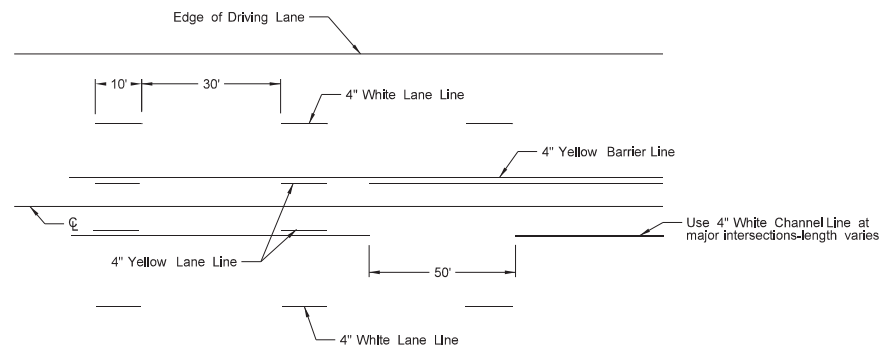 Edge of Driving Lane
10'
30'
4" White Lane Line
4" Yellow Barrier Line
℄
Use 4" White Channel Line at
major intersections-length varies
4" Yellow Lane Line
50'
4" White Lane Line